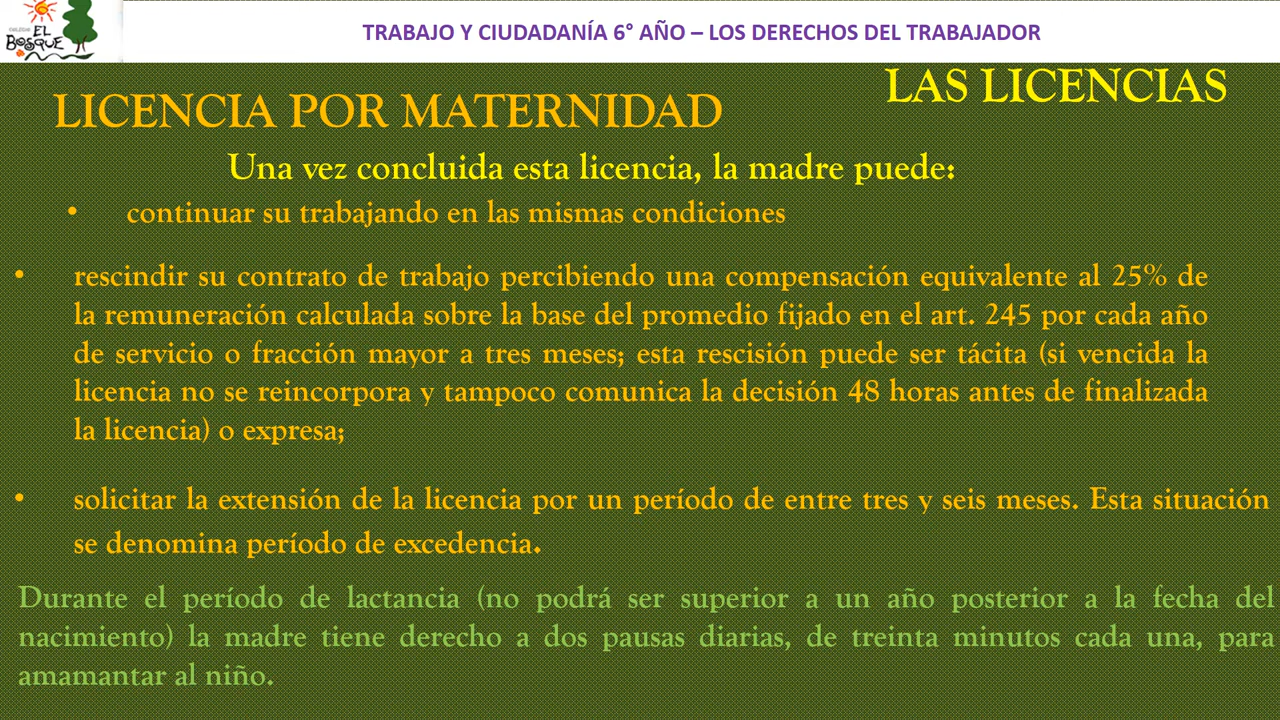 COLEGIO
EL
BOSQUE
TRABAJO Y CIUDADANÍA 6° AÑO – LOS DERECHOS DEL TRABAJADOR
LAS LICENCIAS
LICENCIA POR MATERNIDAD
Una vez concluida esta licencia, la madre puede:
• continuar su trabajando en las mismas condiciones
• rescindir su contrato de trabajo percibiendo una compensación equivalente al 25% de
la remuneración calculada sobre la base del promedio fijado en el art. 245 por cada año
de servicio o fracción mayor a tres meses; esta rescisión puede ser tácita (si vencida la
licencia no se reincorpora y tampoco comunica la decisión 48 horas antes de finalizada
la licencia) o expresa;
• solicitar la extensión de la licencia por un período de entre tres y seis meses. Esta situación
se denomina período de excedencia.
Durante el período de lactancia (no podrá ser superior a un año posterior a la fecha del
nacimiento) la madre tiene derecho a dos pausas diarias, de treinta minutos cada una, para
amamantar al niño.